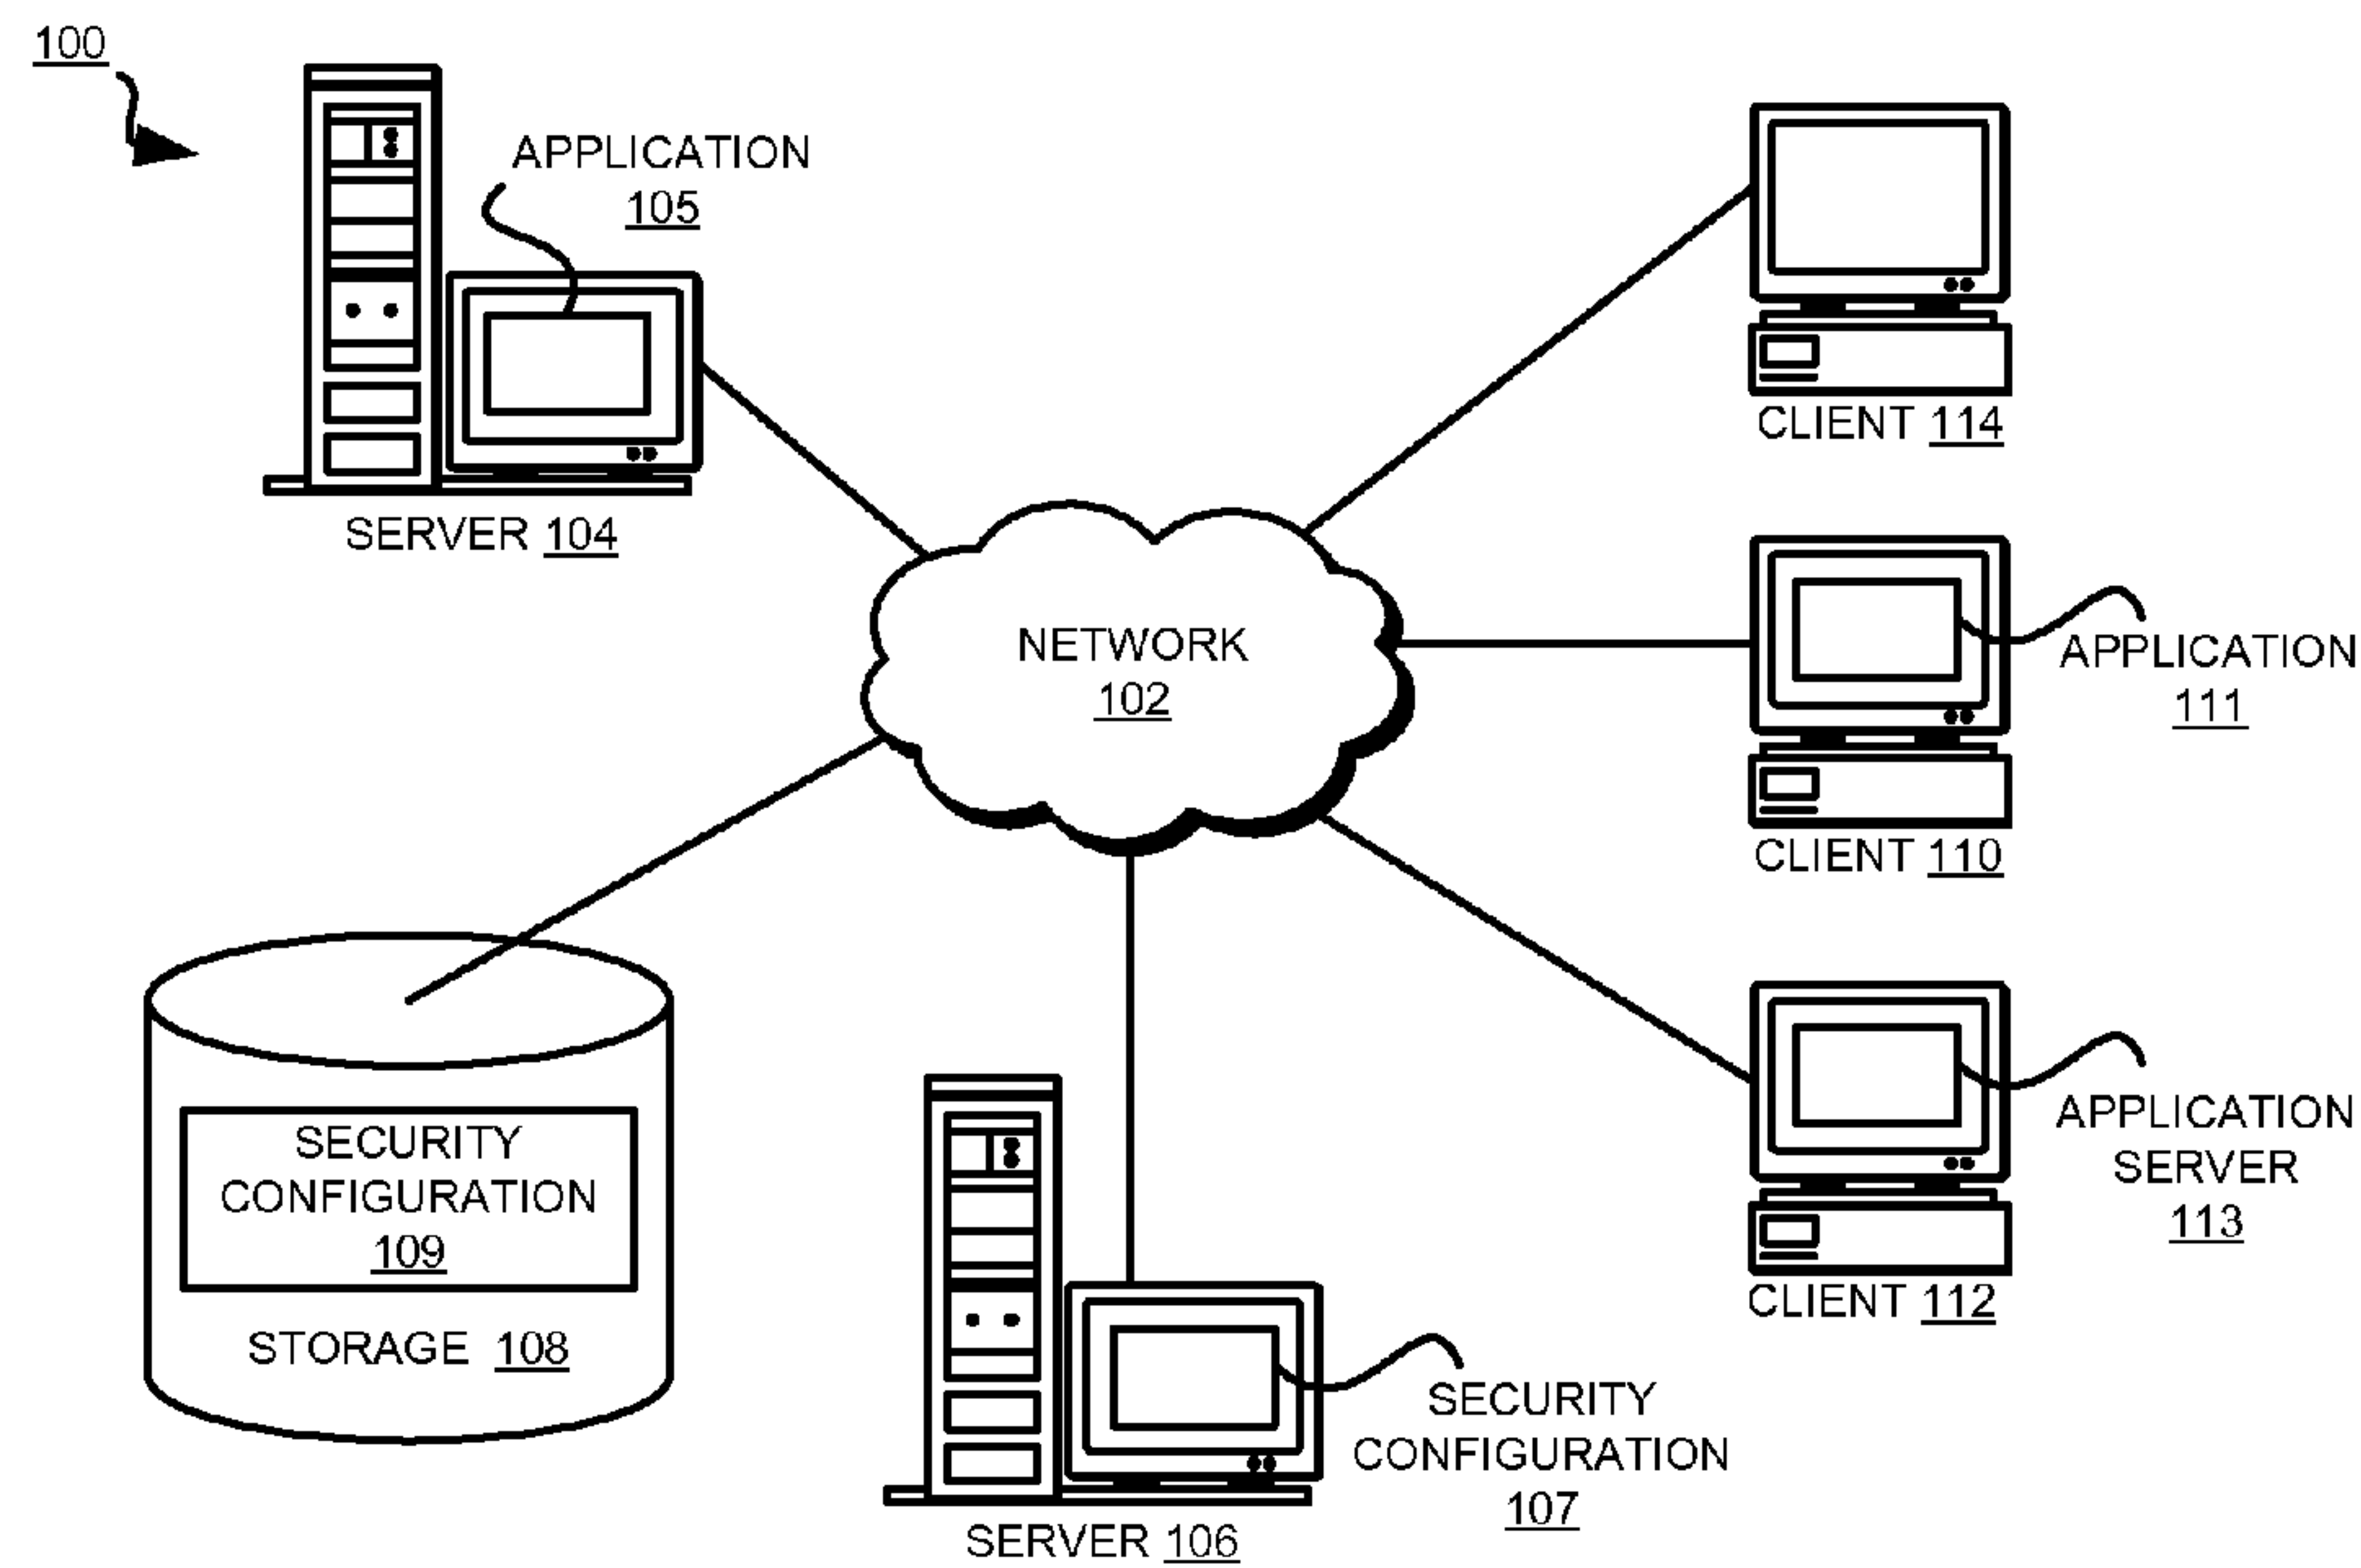 100
APPLICATION
105
SERVER 104
CLIENT 114
NETWORK
102
APPLICATION
111
CLIENT 110
SECURITY
CONFIGURATION
109
STORAGE 108
APPLICATION
SERVER
113
CLIENT 112
SECURITY
CONFIGURATION
107
SERVER 106